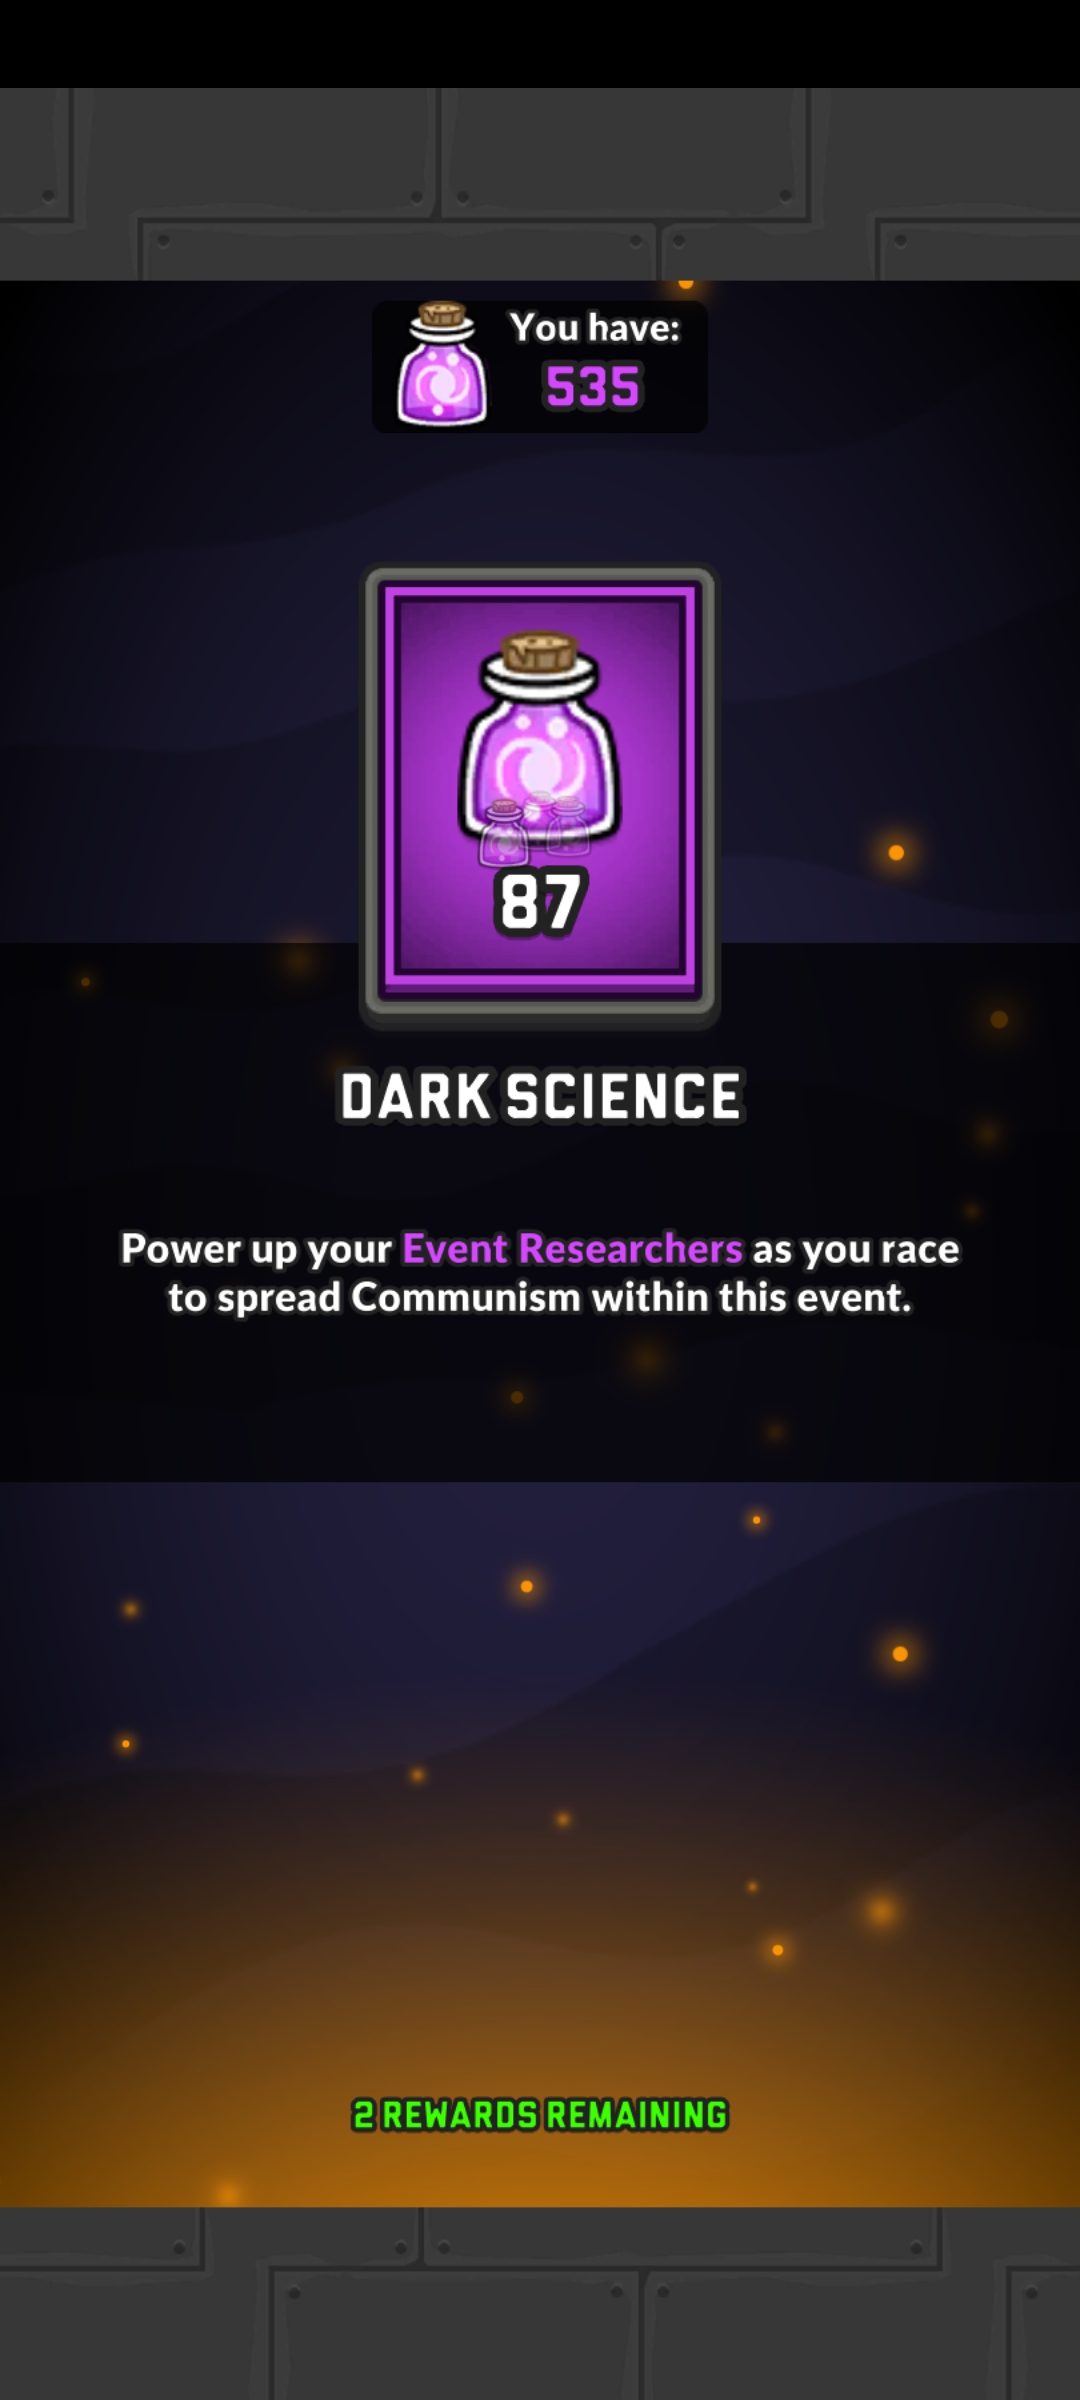 You have:
535
87
DARK SCIENCE
Power up your Event Researchers as you race
to spread Communism within this event.
2 REWARDS REMAINING